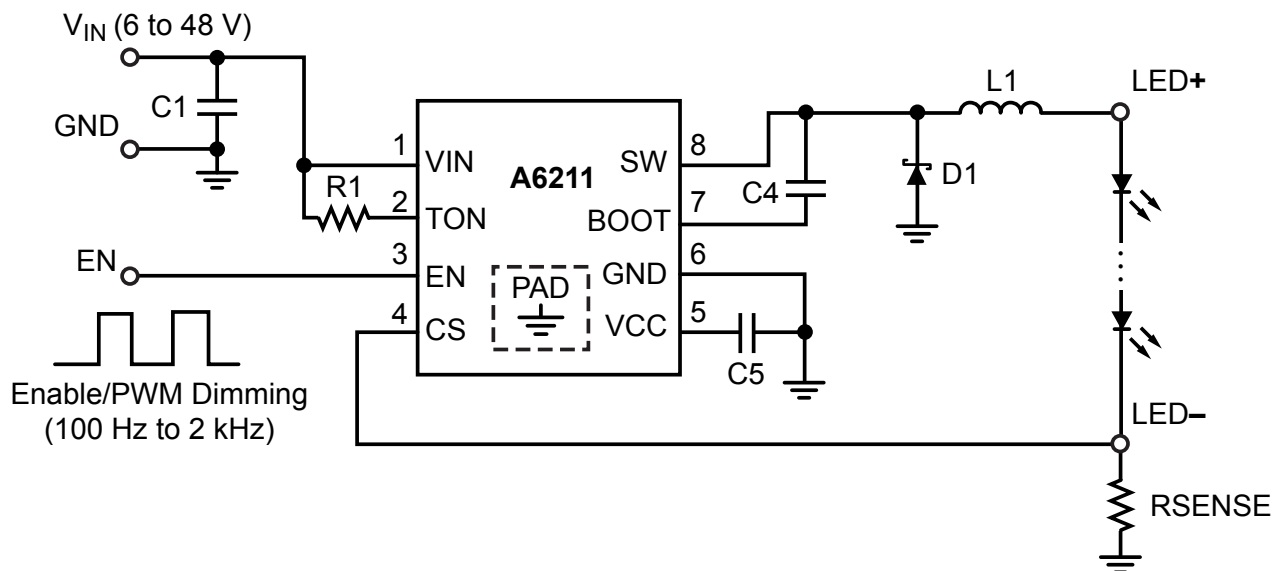 VIN (6 to 48 V)
C1
GND
R1
1
VIN
2
TON
3
EN
4
CS
A6211
PAD
SW
8
BOOT
7
GND
6
VCC
5
C4
C5
D1
L1
LED+
LED–
RSENSE
EN
Enable/PWM Dimming
(100 Hz to 2 kHz)